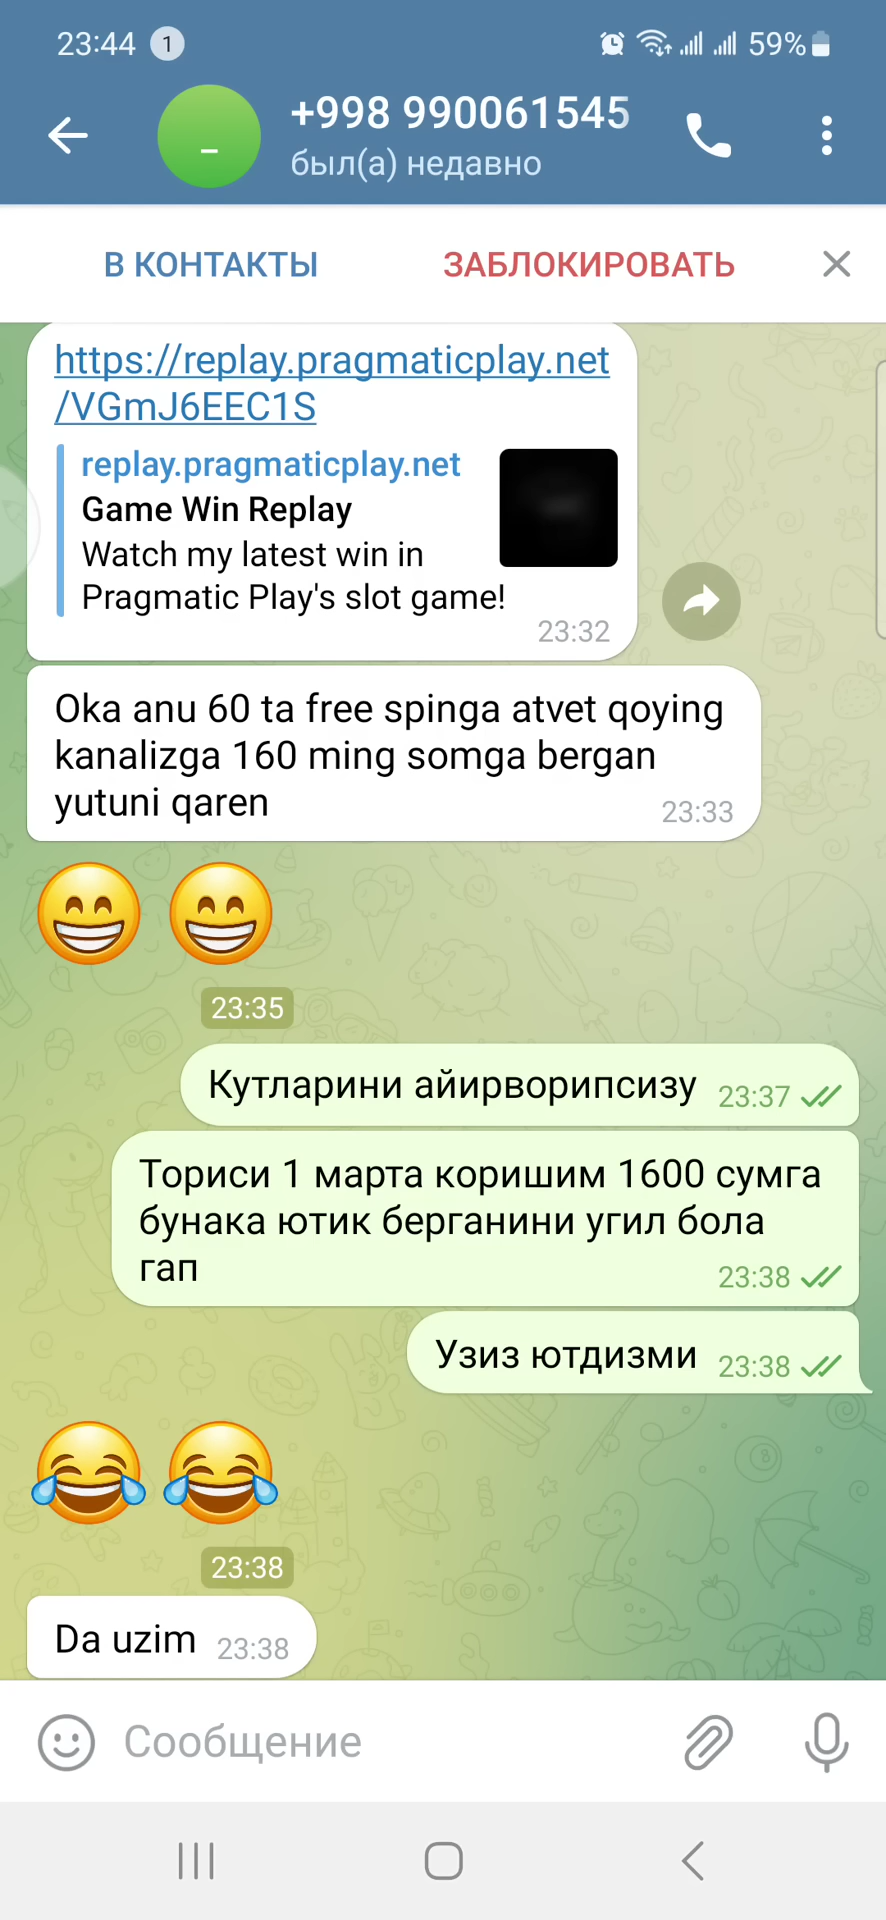 23:44 1 59%
+998 990061545
был(а) недавно
В КОНТАКТЫ ЗАБЛОКИРОВАТЬ
https://replay.pragmaticplay.net
/VGmJ6EEC1S
replay.pragmaticplay.net
Game Win Replay
Watch my latest win in
Pragmatic Play's slot game!
23:32
Oka anu 60 ta free spinga atvet qoying
kanalizga 160 ming somga bergan
yutuni qaren 23:33
23:35
Кутларини айирворипсизу 23:37
Ториси 1 марта коришим 1600 сумга
бунака ютик берганини угил бола
гап 23:38
Узиз ютдизми 23:38
23:38
Da uzim 23:38
Сообщение